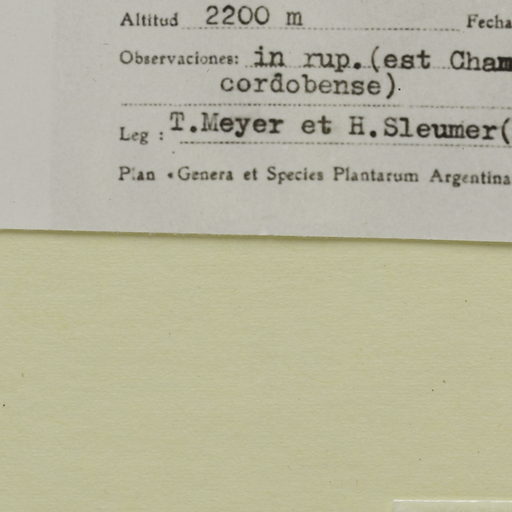 Altitud 2200 m Fecha
Observaciones: in rup. (est Cham
cordobense)
Leg : T. Meyer et H. Sleumer(
Plan «Genera et Species Plantarum Argentina